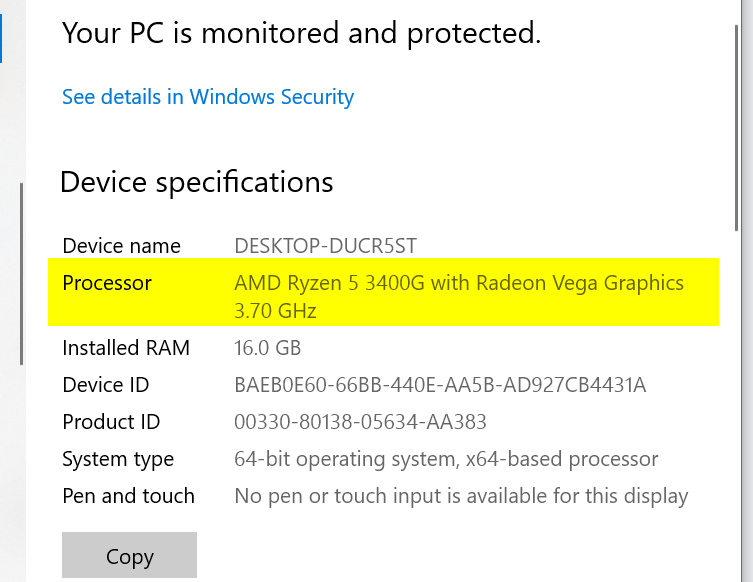 Your PC is monitored and protected.
See details in Windows Security
Device specifications
Device name DESKTOP-DUCR5ST
Processor AMD Ryzen 5 3400G with Radeon Vega Graphics
3.70 GHz
Installed RAM 16.0 GB
Device ID BAEB0E60-66BB-440E-AA5B-AD927CB4431A
Product ID 00330-80138-05634-AA383
System type 64-bit operating system, x64-based processor
Pen and touch No pen or touch input is available for this display
Copy